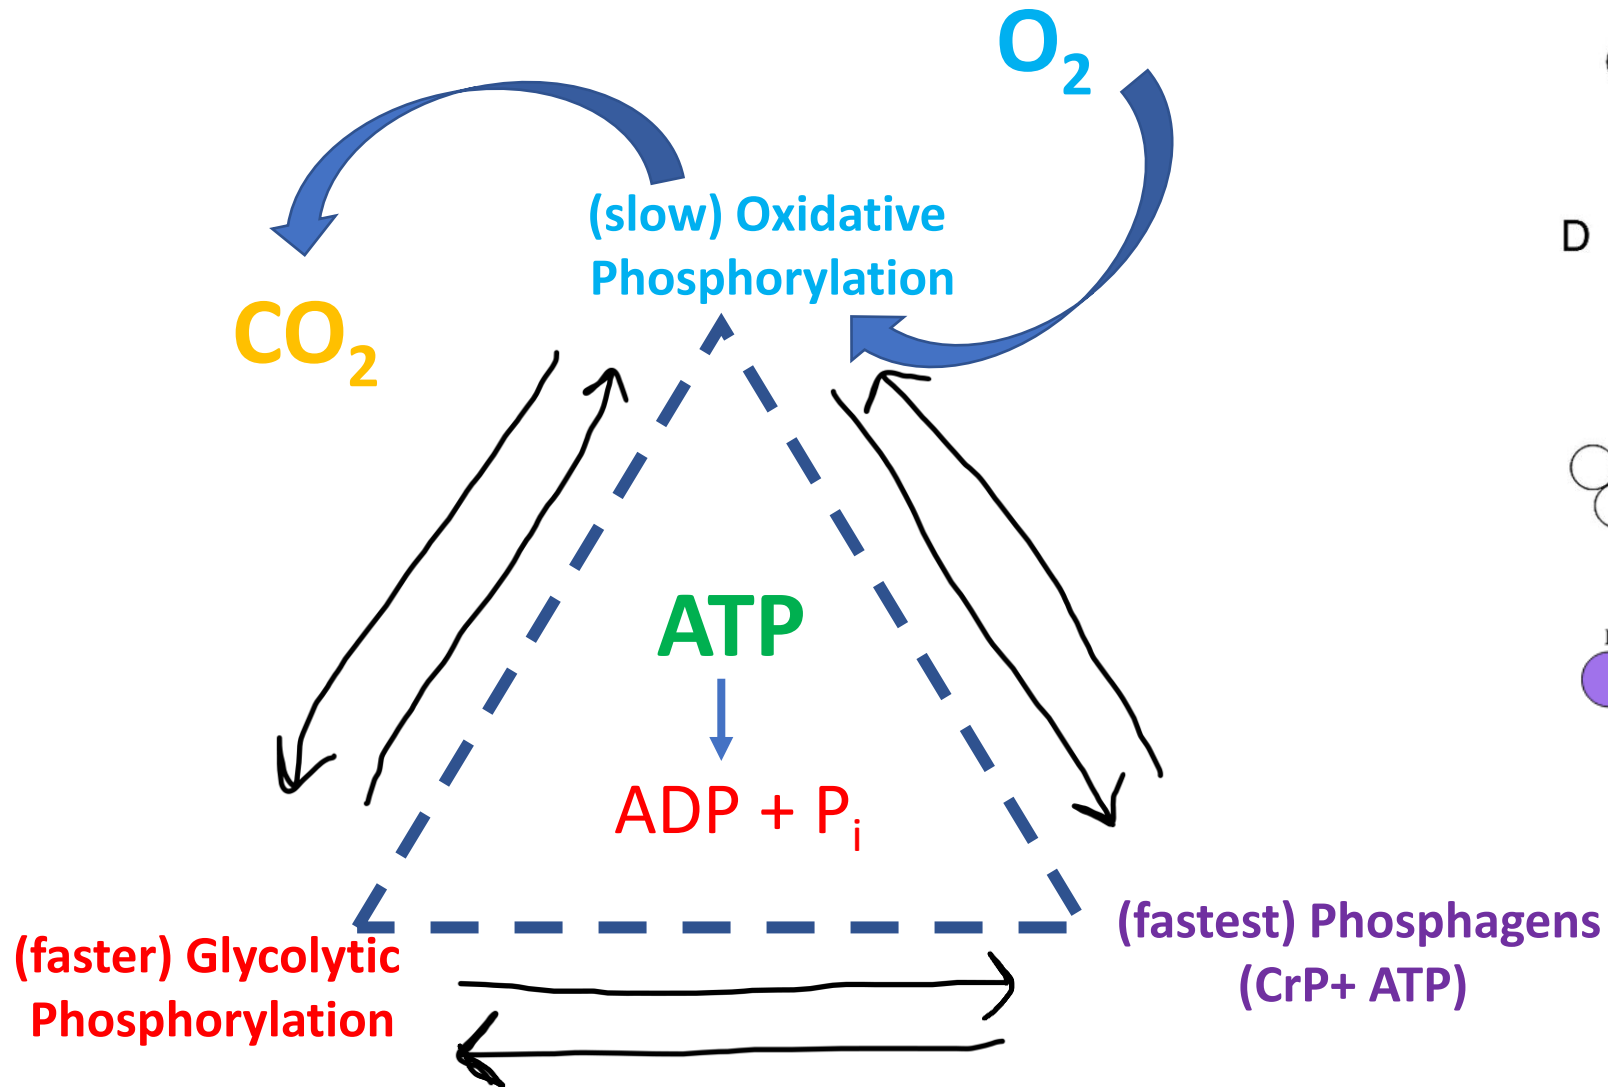 O₂
(slow) Oxidative
Phosphorylation
CO₂
D
ATP
ADP + Pᵢ
(faster) Glycolytic
Phosphorylation
(fastest) Phosphagens
(CrP+ ATP)